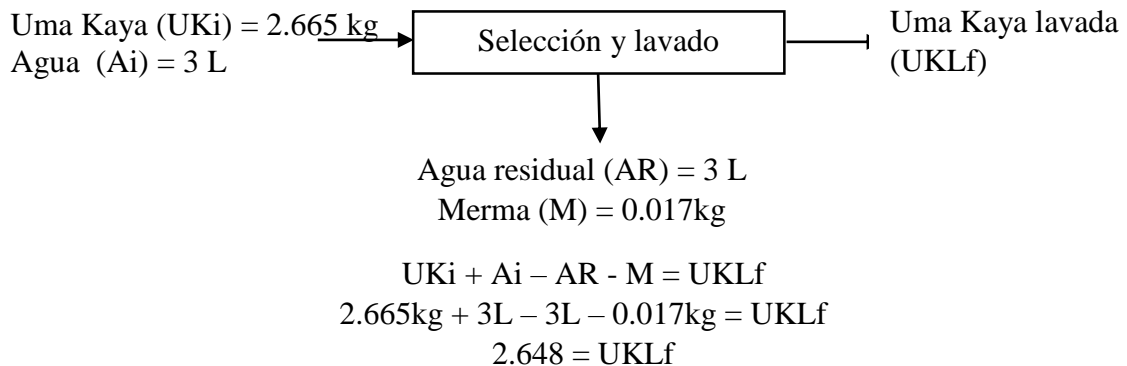 Uma Kaya (UKi) = 2.665 kg
Agua  (Ai) = 3 L
Selección y lavado
Uma Kaya lavada
(UKLf)
Agua residual (AR) = 3 L
Merma (M) = 0.017kg
UKi + Ai – AR - M = UKLf
2.665kg + 3L – 3L – 0.017kg = UKLf
2.648 = UKLf